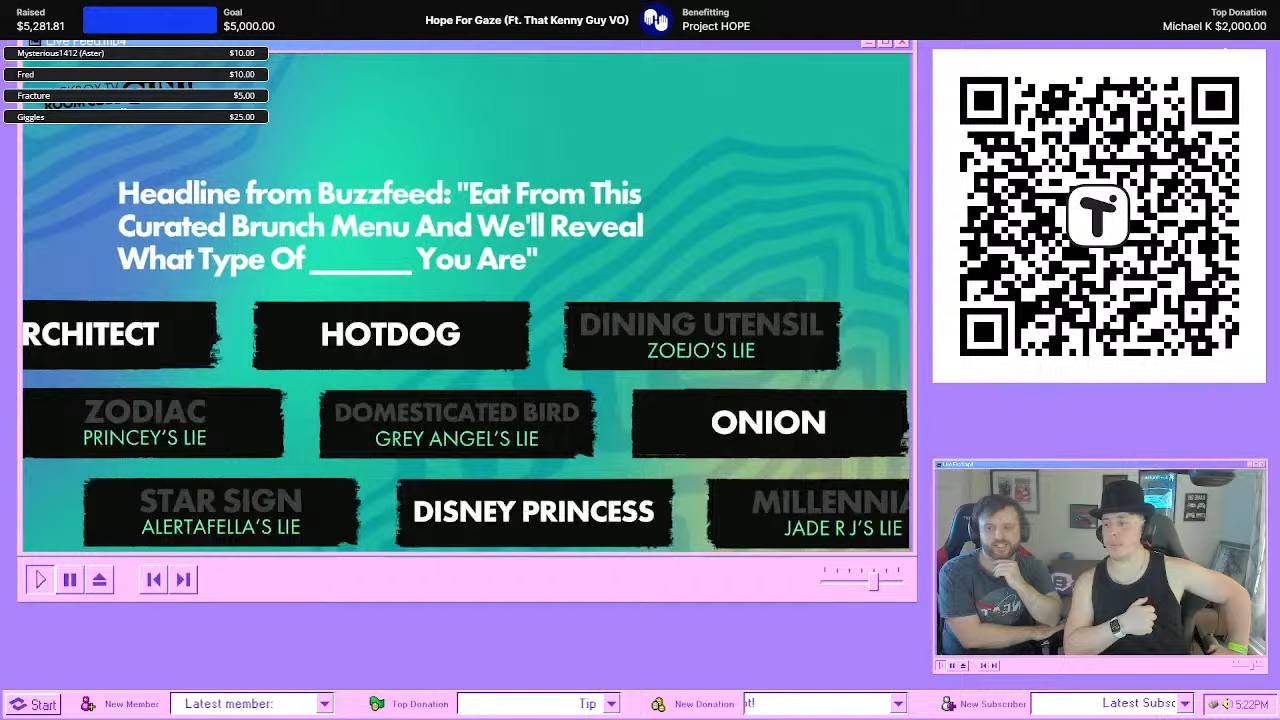 Raised
$5,281.81
Goal
$5,000.00
Hope For Gaze (Ft. That Kenny Guy VO)
Benefitting
Project HOPE
Top Donation
Michael K $2,000.00
Live Feed.mp4
Mysterious1412 (Aster) $10.00
Fred $10.00
Fracture $5.00
Giggles $25.00
Headline from Buzzfeed: "Eat From This
Curated Brunch Menu And We'll Reveal
What Type Of _______ You Are"
RCHITECT
HOTDOG
DINING UTENSIL
ZOEJO'S LIE
ZODIAC
PRINCEY'S LIE
DOMESTICATED BIRD
GREY ANGEL'S LIE
ONION
STAR SIGN
ALERTAFELLA'S LIE
DISNEY PRINCESS
MILLENNIA
JADE R J'S LIE
T
Start
New Member
Latest member:
Top Donation
Tip
New Donation
t!
New Subscriber
Latest Subsc
5:22PM